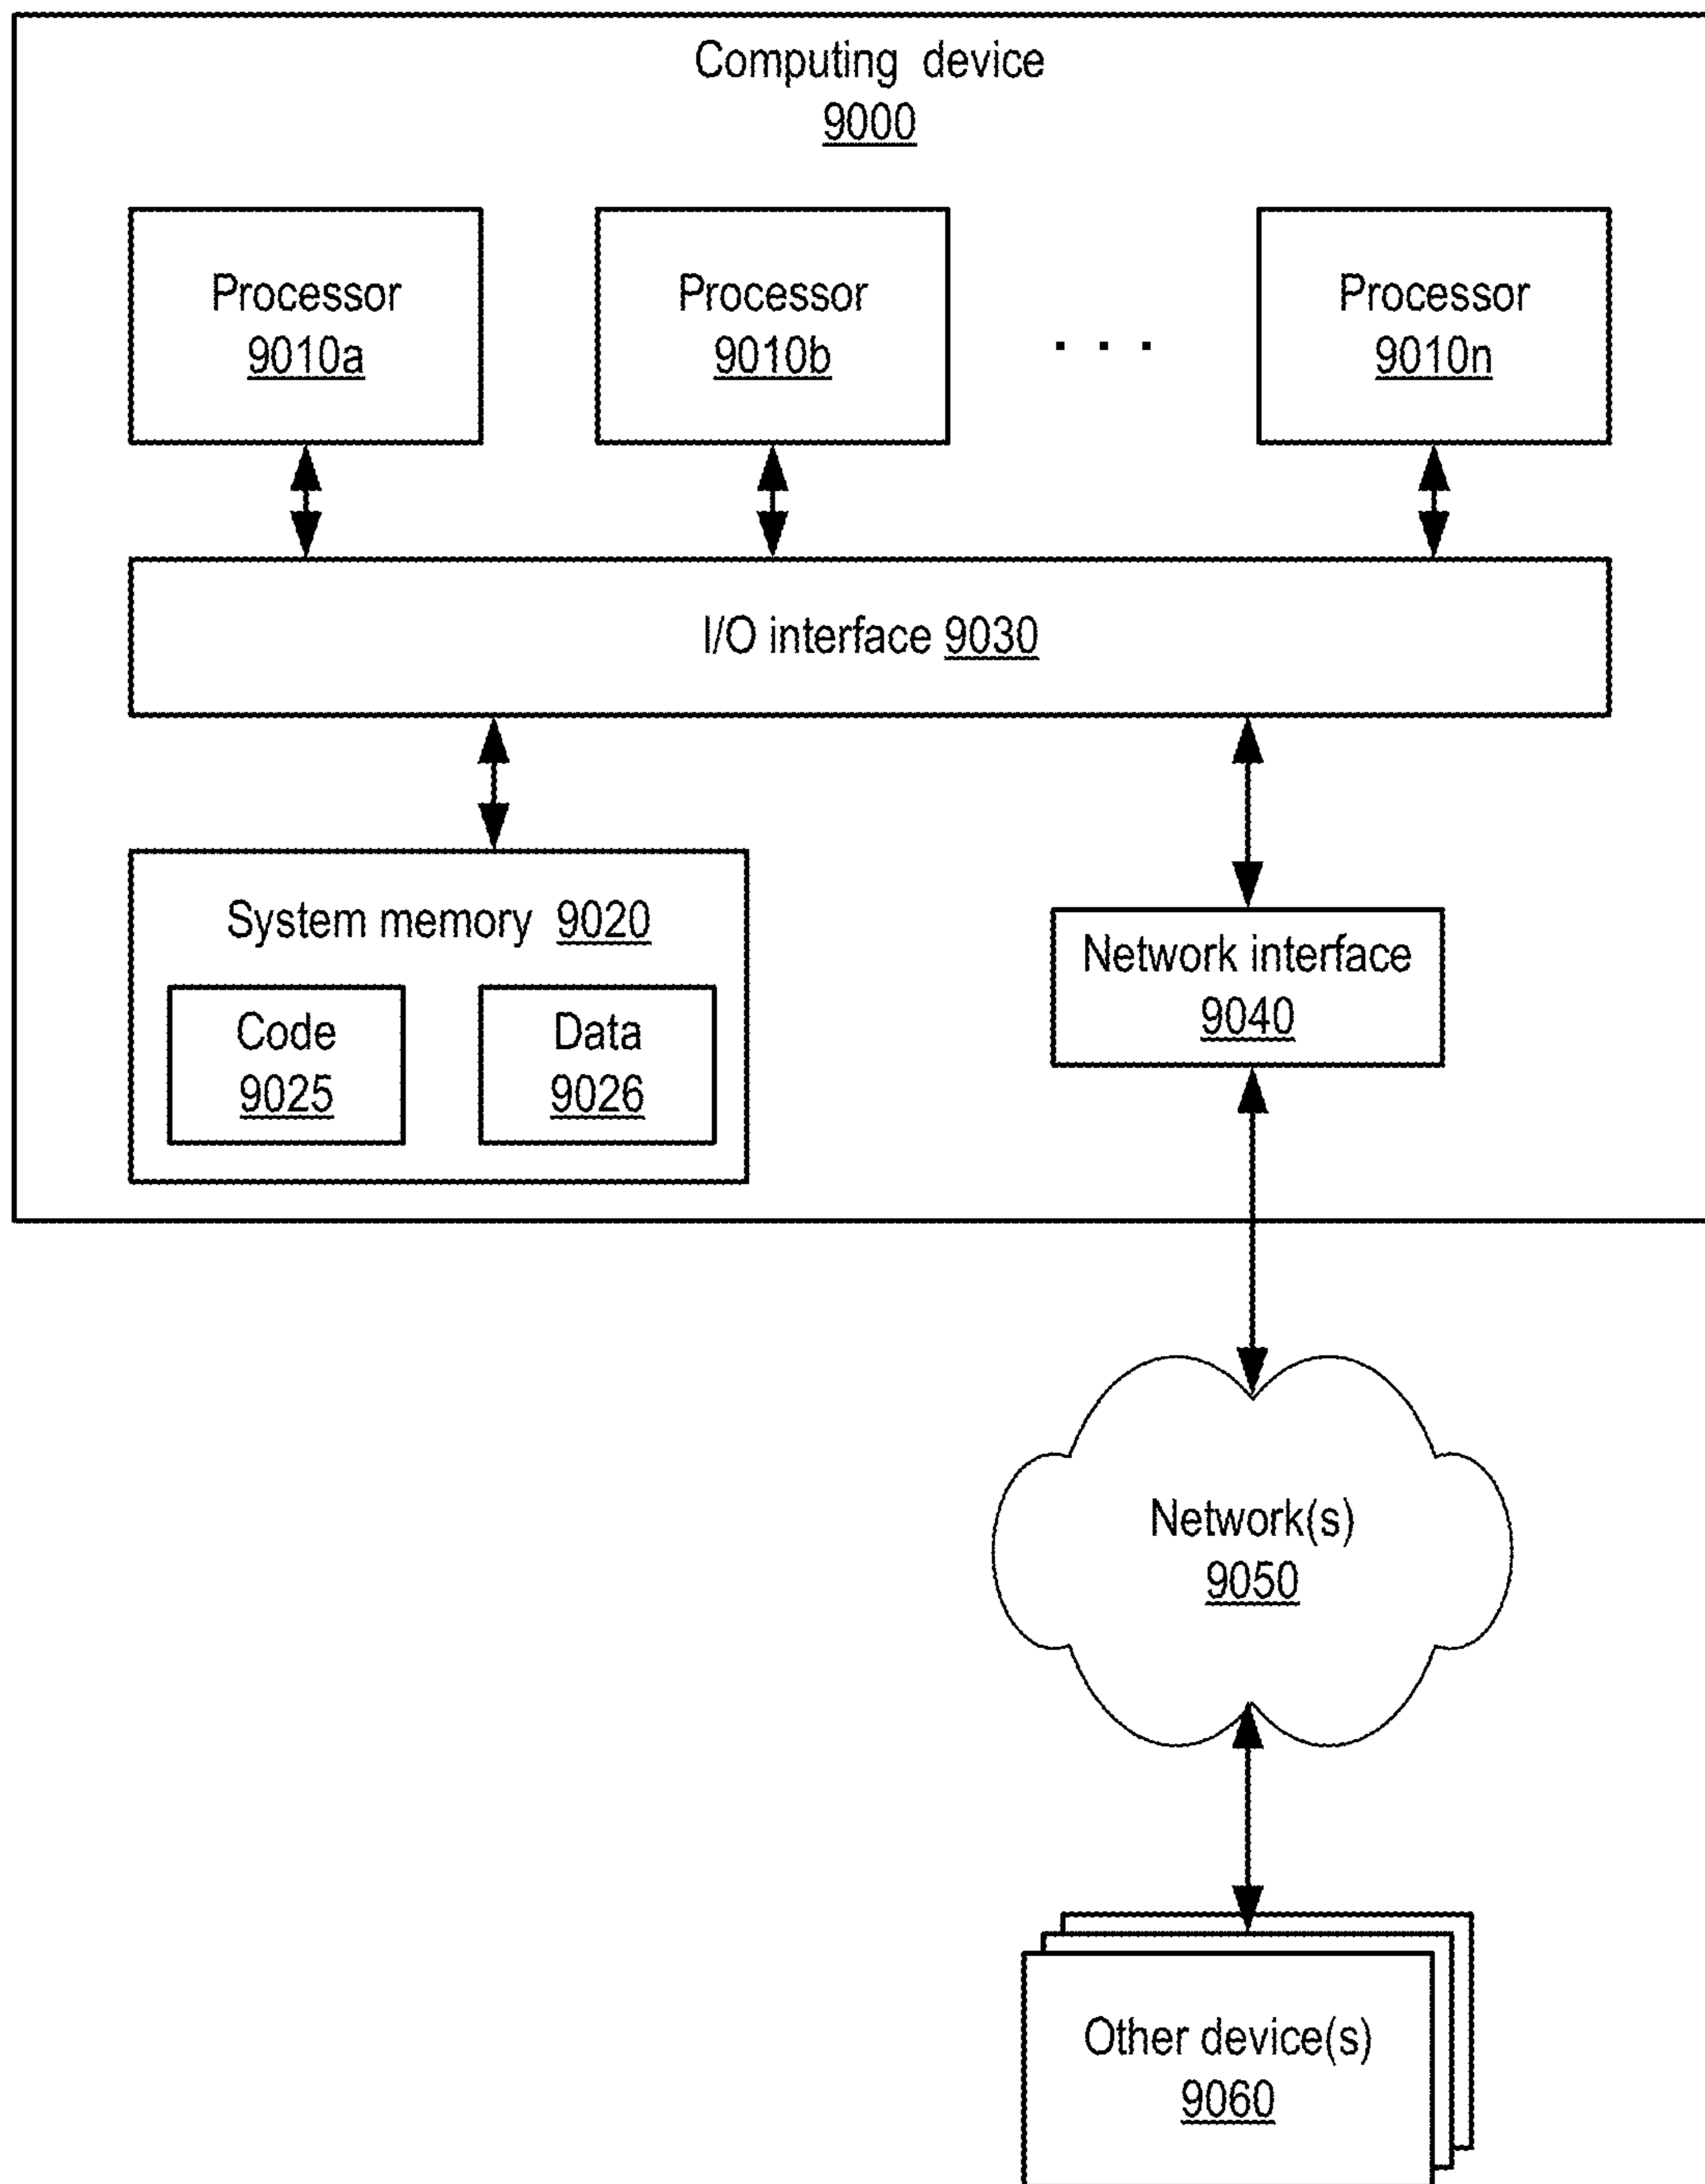 Computing device
9000
Processor
9010a
Processor
9010b
. . .
Processor
9010n
I/O interface 9030
System memory 9020
Code
9025
Data
9026
Network interface
9040
Network(s)
9050
Other device(s)
9060